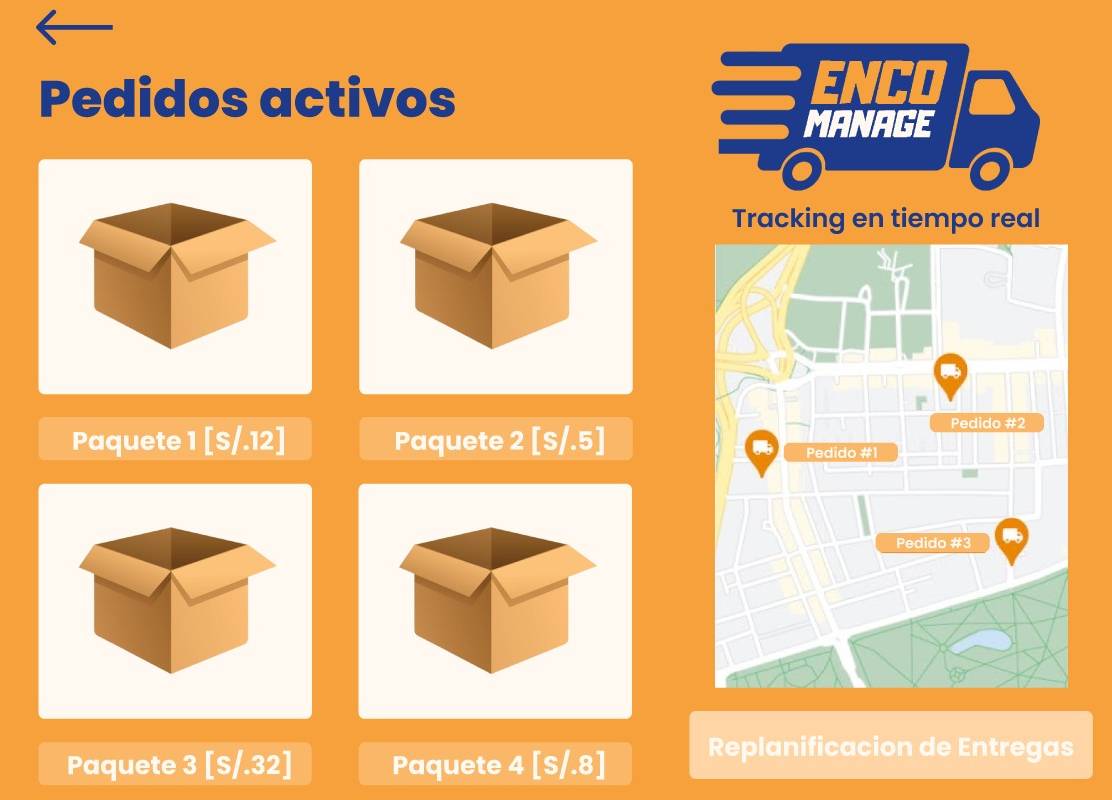 Pedidos activos
Paquete 1 [S/.12]
Paquete 2 [S/.5]
Paquete 3 [S/.32]
Paquete 4 [S/.8]
ENCO
MANAGE
Tracking en tiempo real
Pedido #2
Pedido #1
Pedido #3
Replanificacion de Entregas